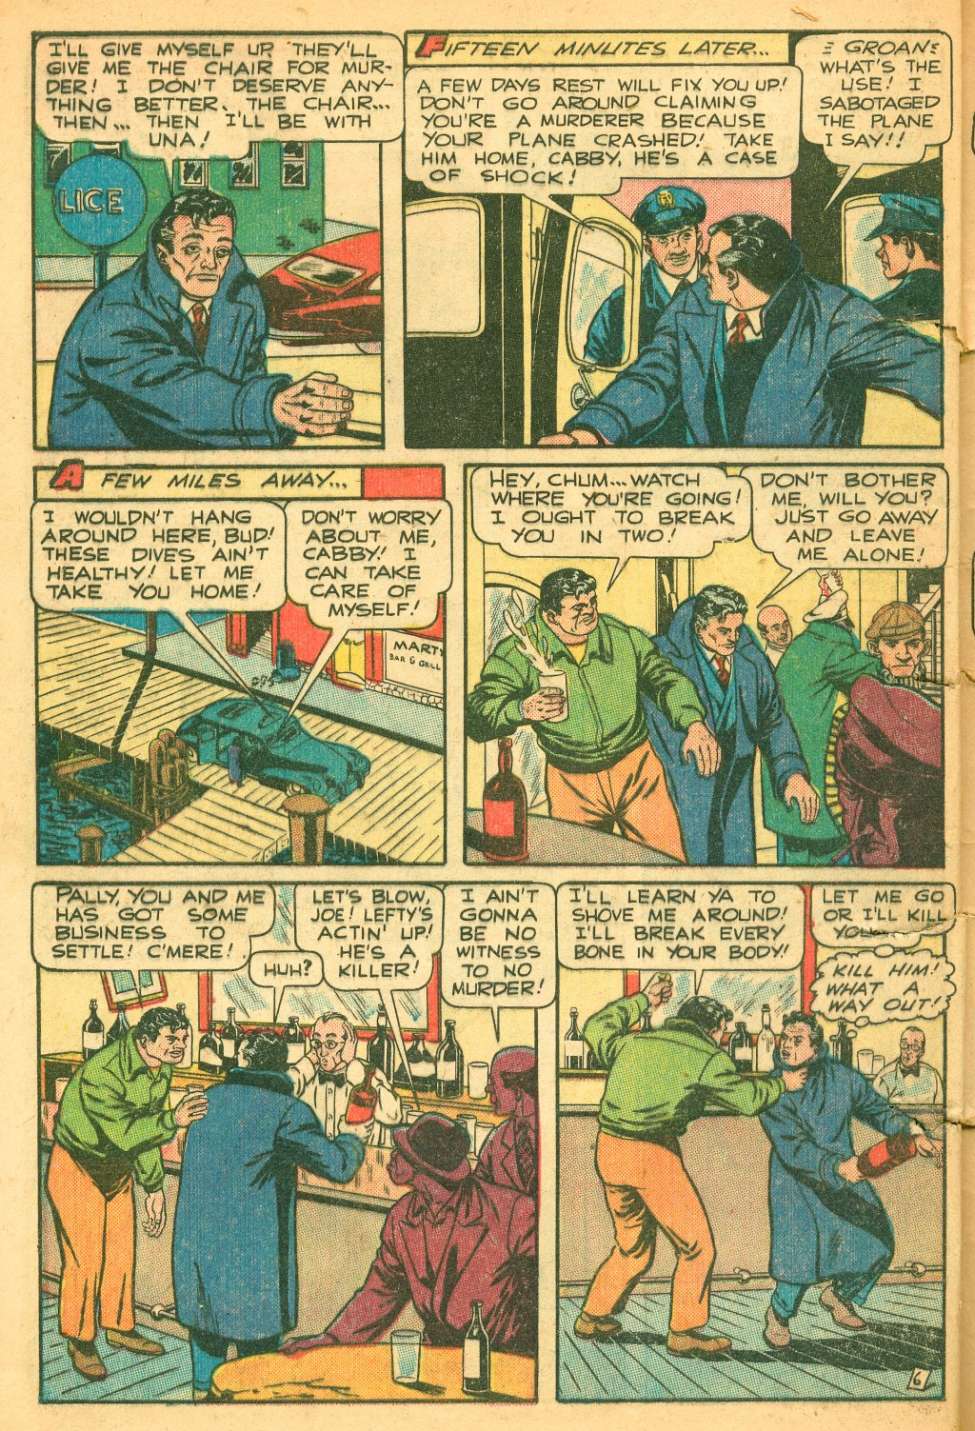 I'LL GIVE MYSELF UP THEY'LL
GIVE ME THE CHAIR FOR MUR-
DER! I DON'T DESERVE ANY-
THING BETTER. THE CHAIR...
THEN... THEN I'LL BE WITH
UNA!
LICE
FIFTEEN MINUTES LATER...
A FEW DAYS REST WILL FIX YOU UP!
DON'T GO AROUND CLAIMING
YOU'RE A MURDERER BECAUSE
YOUR PLANE CRASHED! TAKE
HIM HOME, CABBY, HE'S A CASE
OF SHOCK!
GROAN
WHAT'S THE
USE! I
SABOTAGED
THE PLANE
I SAY!!
A FEW MILES AWAY...
I WOULDN'T HANG
AROUND HERE, BUD!
THESE DIVES AIN'T
HEALTHY! LET ME
TAKE YOU HOME!
DON'T WORRY
ABOUT ME,
CABBY! I
CAN TAKE
CARE OF
MYSELF!
MARTY
BAR & GRILL
HEY, CHUM... WATCH
WHERE YOU'RE GOING!
I OUGHT TO BREAK
YOU IN TWO!
DON'T BOTHER
ME, WILL YOU?
JUST GO AWAY
AND LEAVE
ME ALONE!
PALLY, YOU AND ME
HAS GOT SOME
BUSINESS TO
SETTLE! C'MERE!
HUH?
LET'S BLOW,
JOE! LEFTY'S
ACTIN' UP!
HE'S A
KILLER!
I AIN'T
GONNA
BE NO
WITNESS
TO NO
MURDER!
I'LL LEARN YA TO
SHOVE ME AROUND!
I'LL BREAK EVERY
BONE IN YOUR BODY!
LET ME GO
OR I'LL KILL
YOU
KILL HIM!
WHAT A
WAY OUT!
6